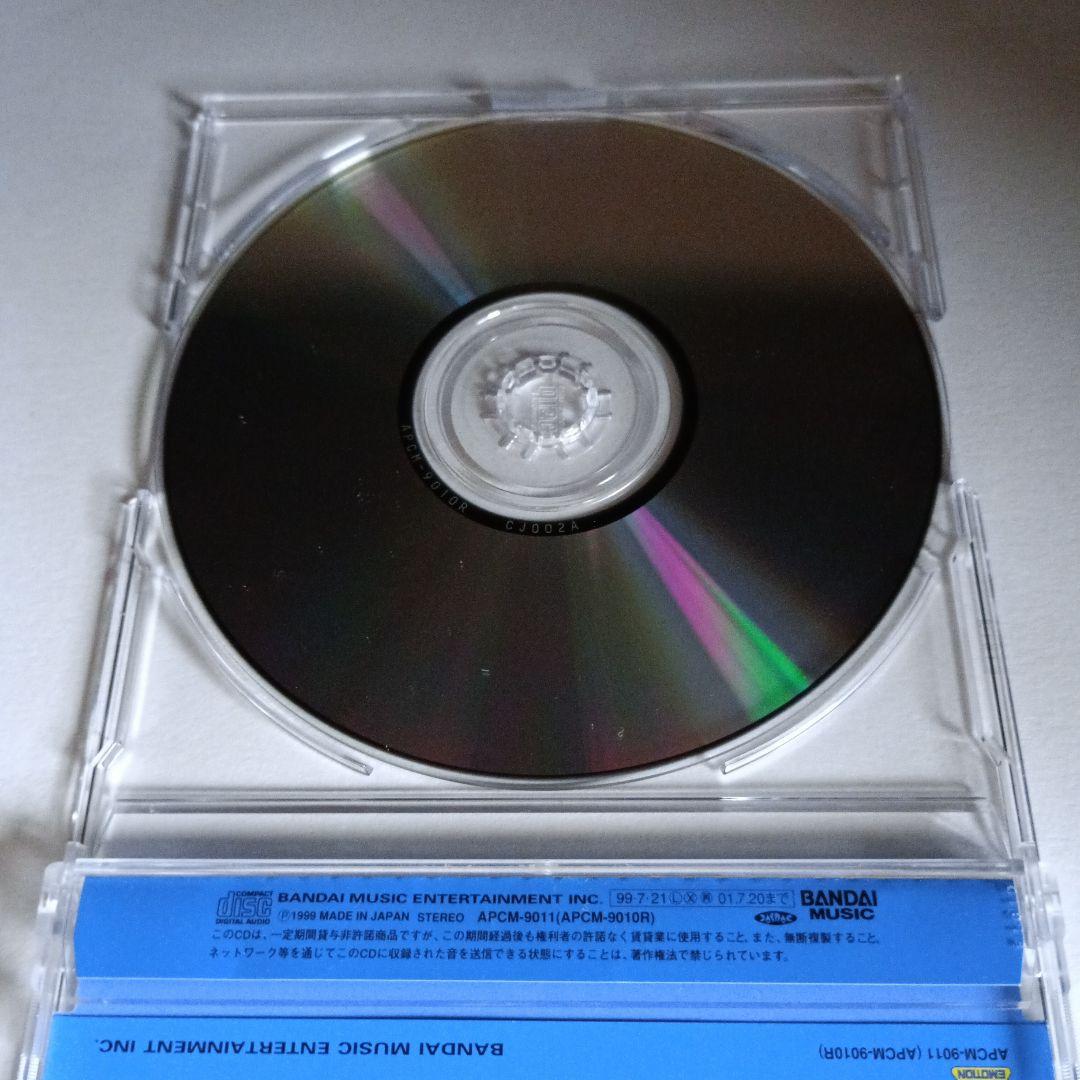 APCM-9010R CJ002A
COMPACT
disc
DIGITAL AUDIO
BANDAI MUSIC ENTERTAINMENT INC. 99・7・21 Ⓛ Ⓧ 再 01.7.20まで BANDAI
MUSIC
Ⓟ1999 MADE IN JAPAN STEREO APCM-9011(APCM-9010R)
このCDは、一定期間貸与非許諾商品ですが、この期間経過後も権利者の許諾なく賃貸業に使用すること、また、無断複製すること、
ネットワーク等を通じてこのCDに収録された音を送信できる状態にすることは、著作権法で禁じられています。
BANDAI MUSIC ENTERTAINMENT INC.
APCM-9011 (APCM-9010R)
EMOTION